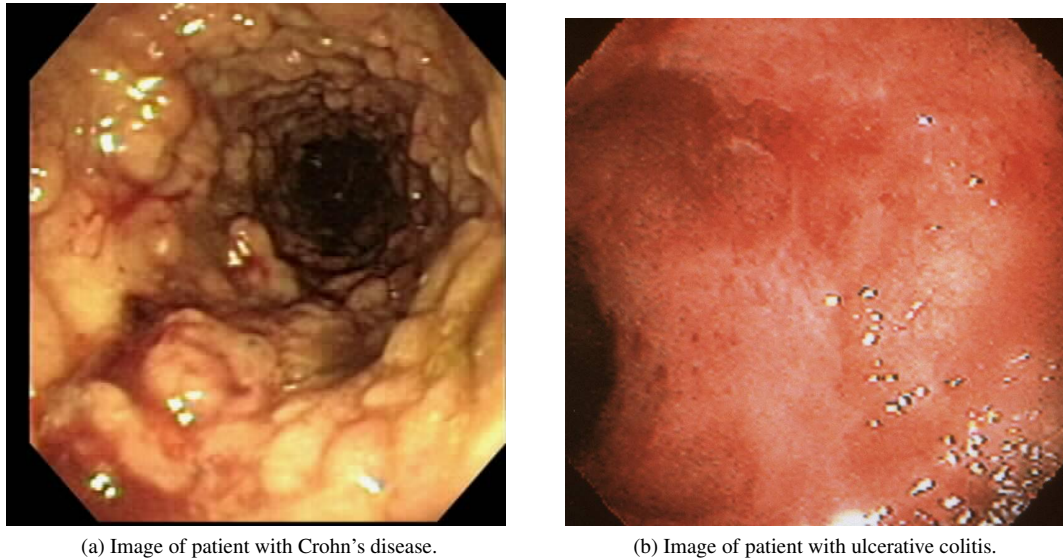 (a) Image of patient with Crohn's disease.
(b) Image of patient with ulcerative colitis.